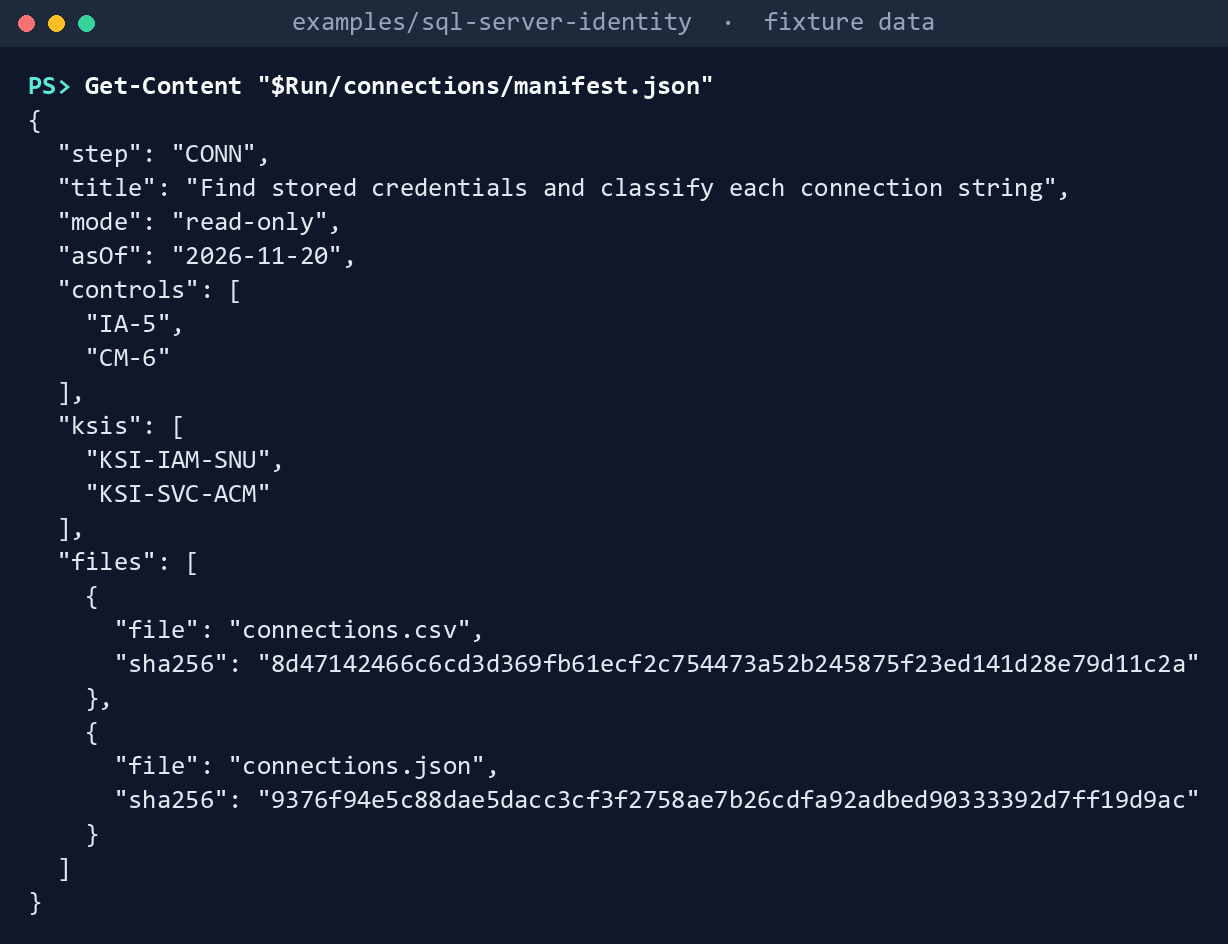 examples/sql-server-identity · fixture data
PS> Get-Content "$Run/connections/manifest.json"
{
  "step": "CONN",
  "title": "Find stored credentials and classify each connection string",
  "mode": "read-only",
  "asOf": "2026-11-20",
  "controls": [
    "IA-5",
    "CM-6"
  ],
  "ksis": [
    "KSI-IAM-SNU",
    "KSI-SVC-ACM"
  ],
  "files": [
    {
      "file": "connections.csv",
      "sha256": "8d47142466c6cd3d369fb61ecf2c754473a52b245875f23ed141d28e79d11c2a"
    },
    {
      "file": "connections.json",
      "sha256": "9376f94e5c88dae5dacc3cf3f2758ae7b26cdfa92adbed90333392d7ff19d9ac"
    }
  ]
}